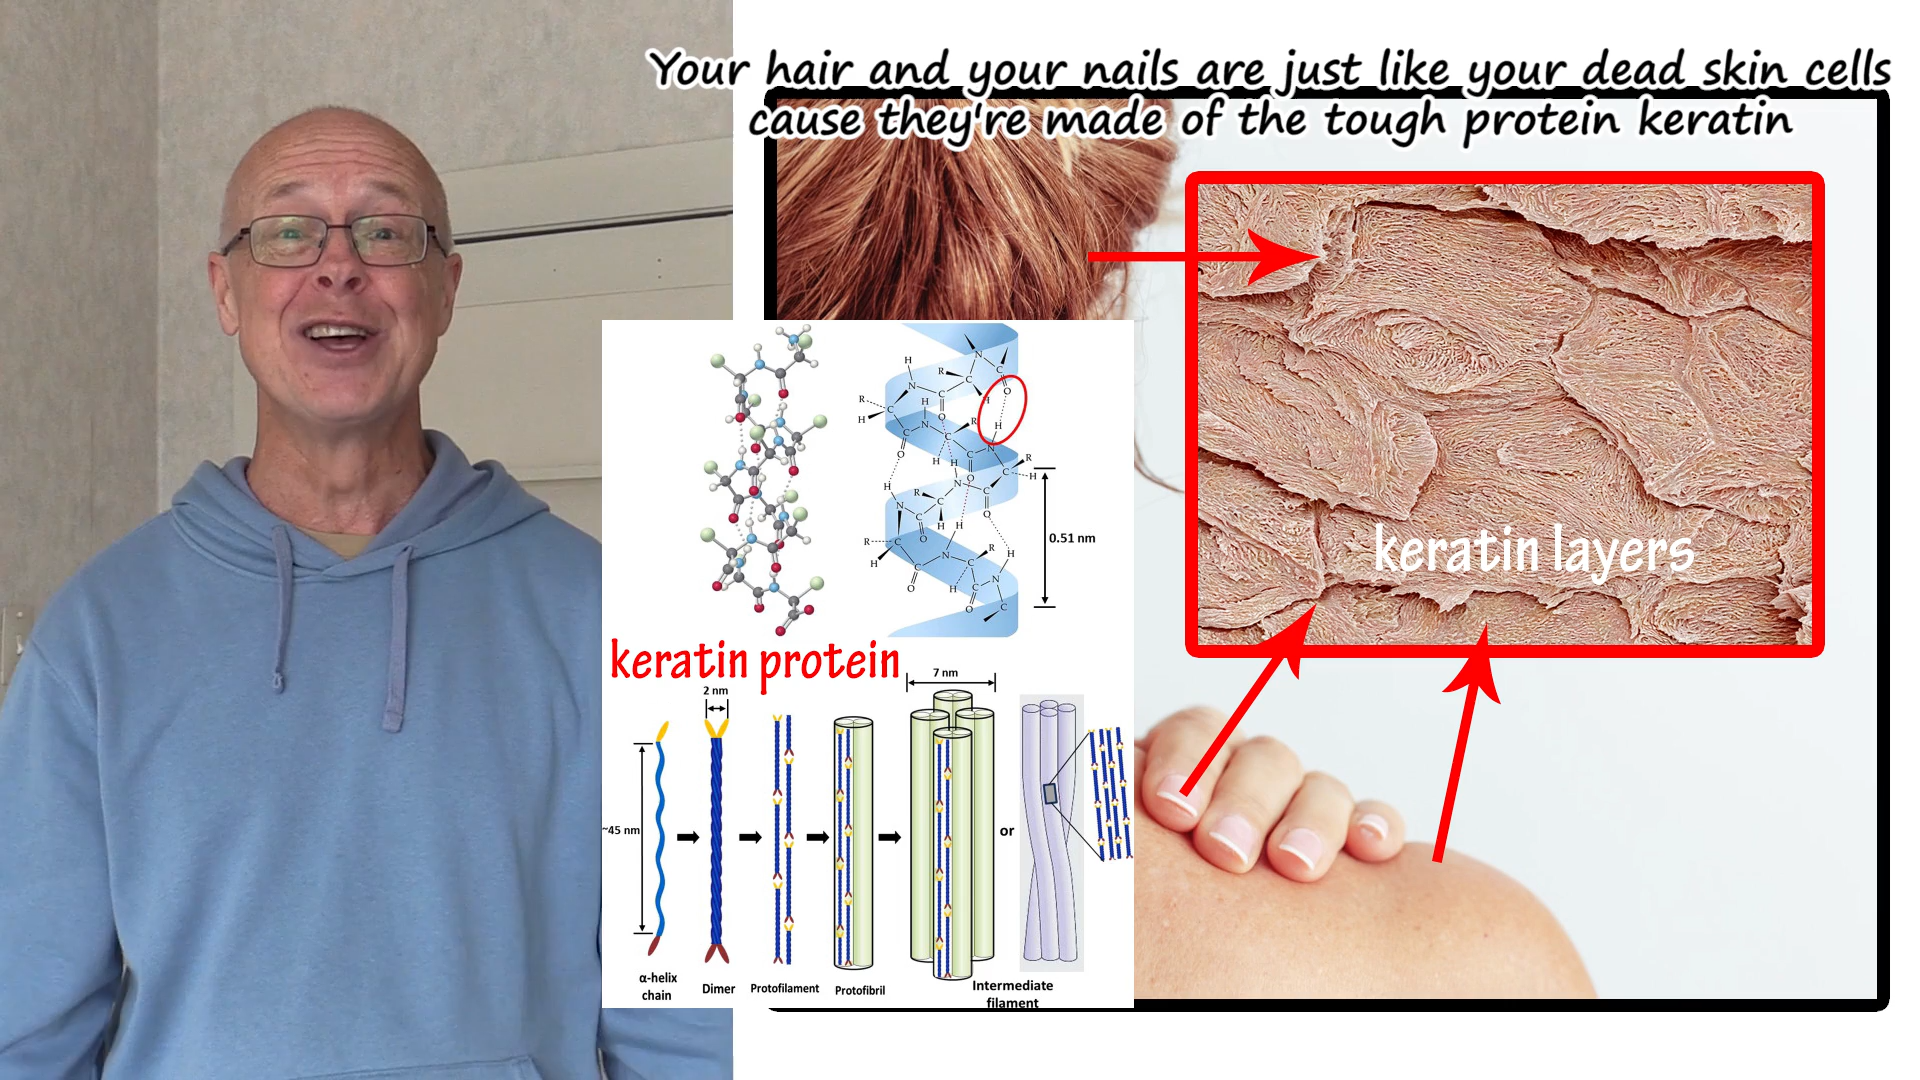 Your hair and your nails are just like your dead skin cells
cause they're made of the tough protein keratin
keratin layers
H
N
C
O
R
C
N
H
O
R
C
H
H
N
C
O
H
R
C
N
H
C
O
H
R
H
C
N
H
C
O
R
C
H
N
C
O
H
R
C
H
N
C
O
H
R
C
H
N
C
O
H
0.51 nm
keratin protein
7 nm
2 nm
~45 nm
or
α-helix
chain
Dimer
Protofilament
Protofibril
Intermediate
filament